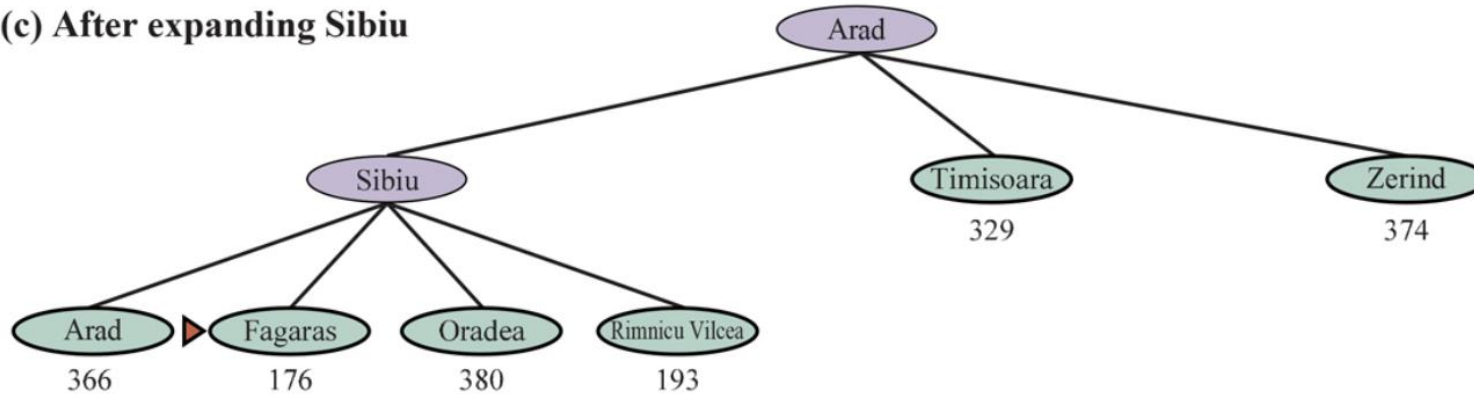 (c) After expanding Sibiu
Arad
Sibiu
Timisoara
Zerind
329
374
Arad
Fagaras
Oradea
Rimnicu Vilcea
366
176
380
193